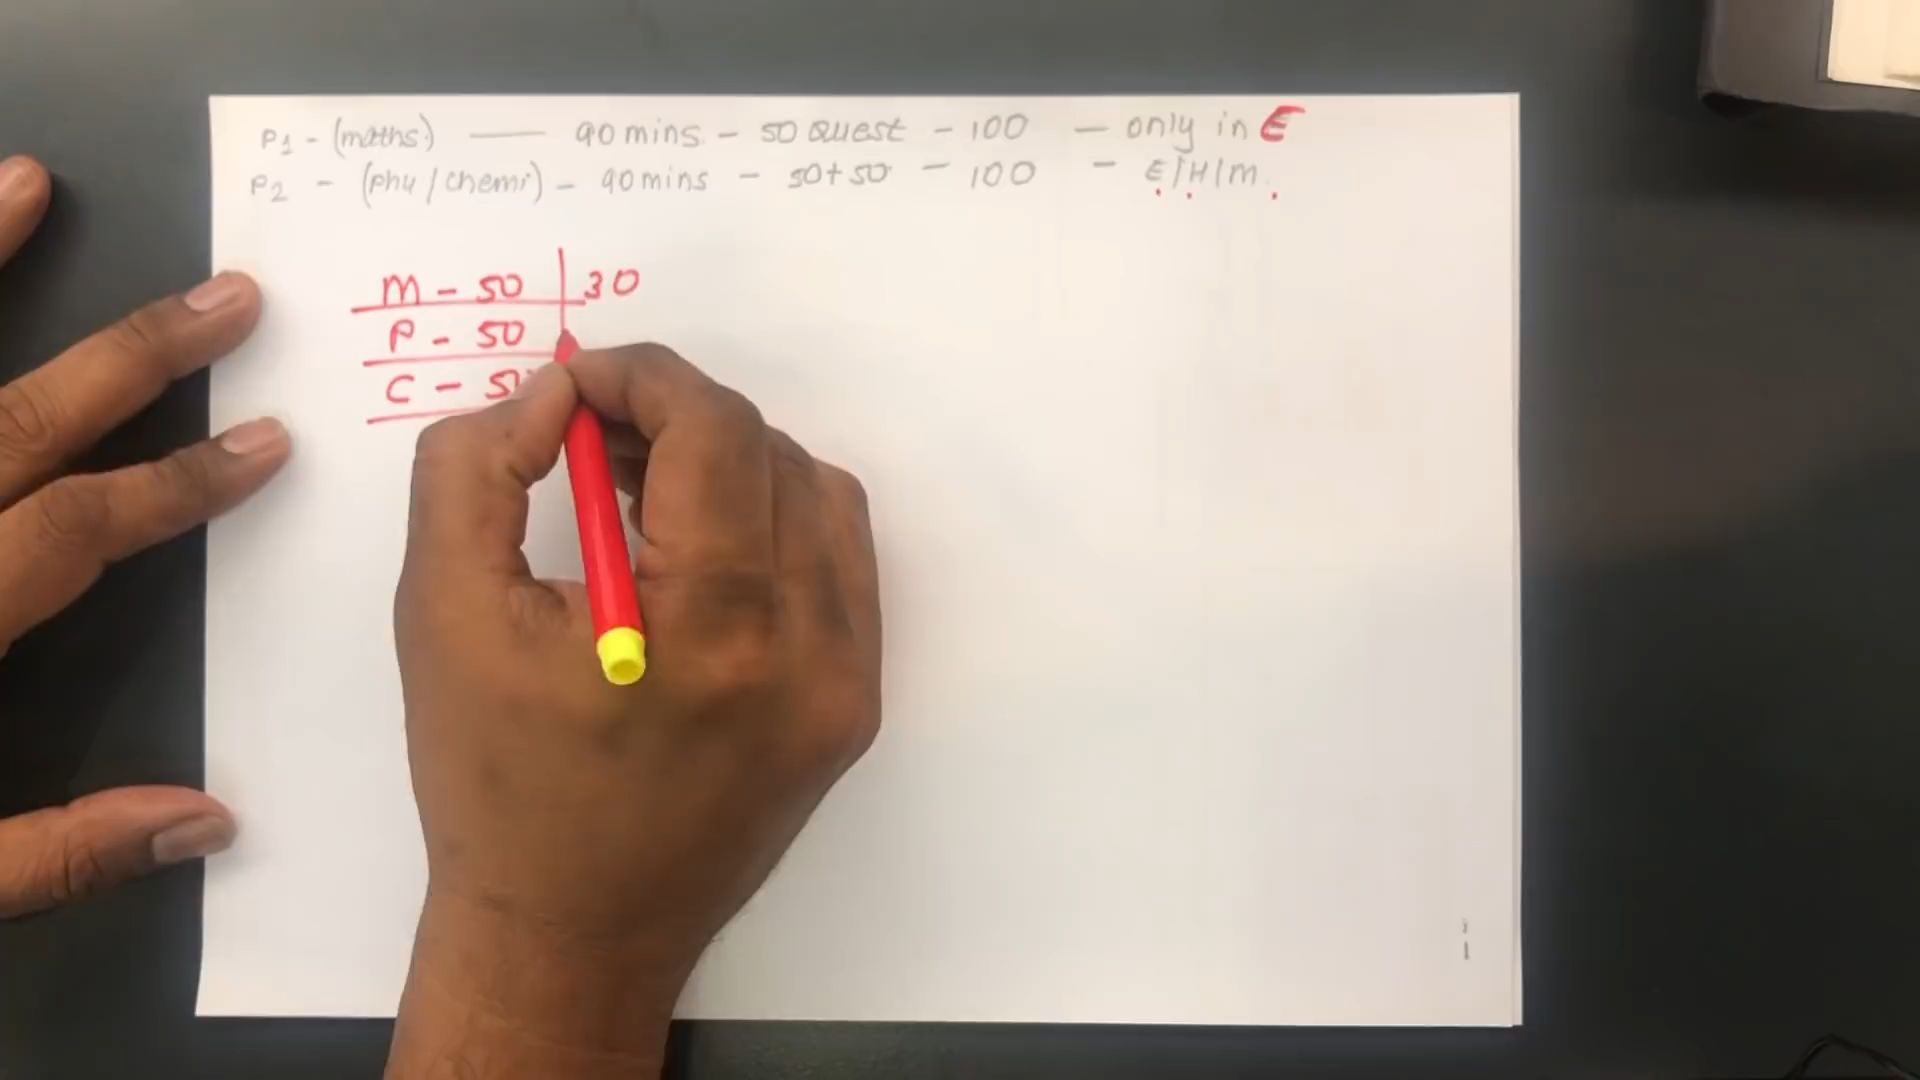 P1 - (maths) — 90 mins. - 50 Quest - 100 - only in E
P2 - (phy / chemi) - 90 mins - 50+50 - 100 - E/H/M.
M - 50 | 30
P - 50
C - 50